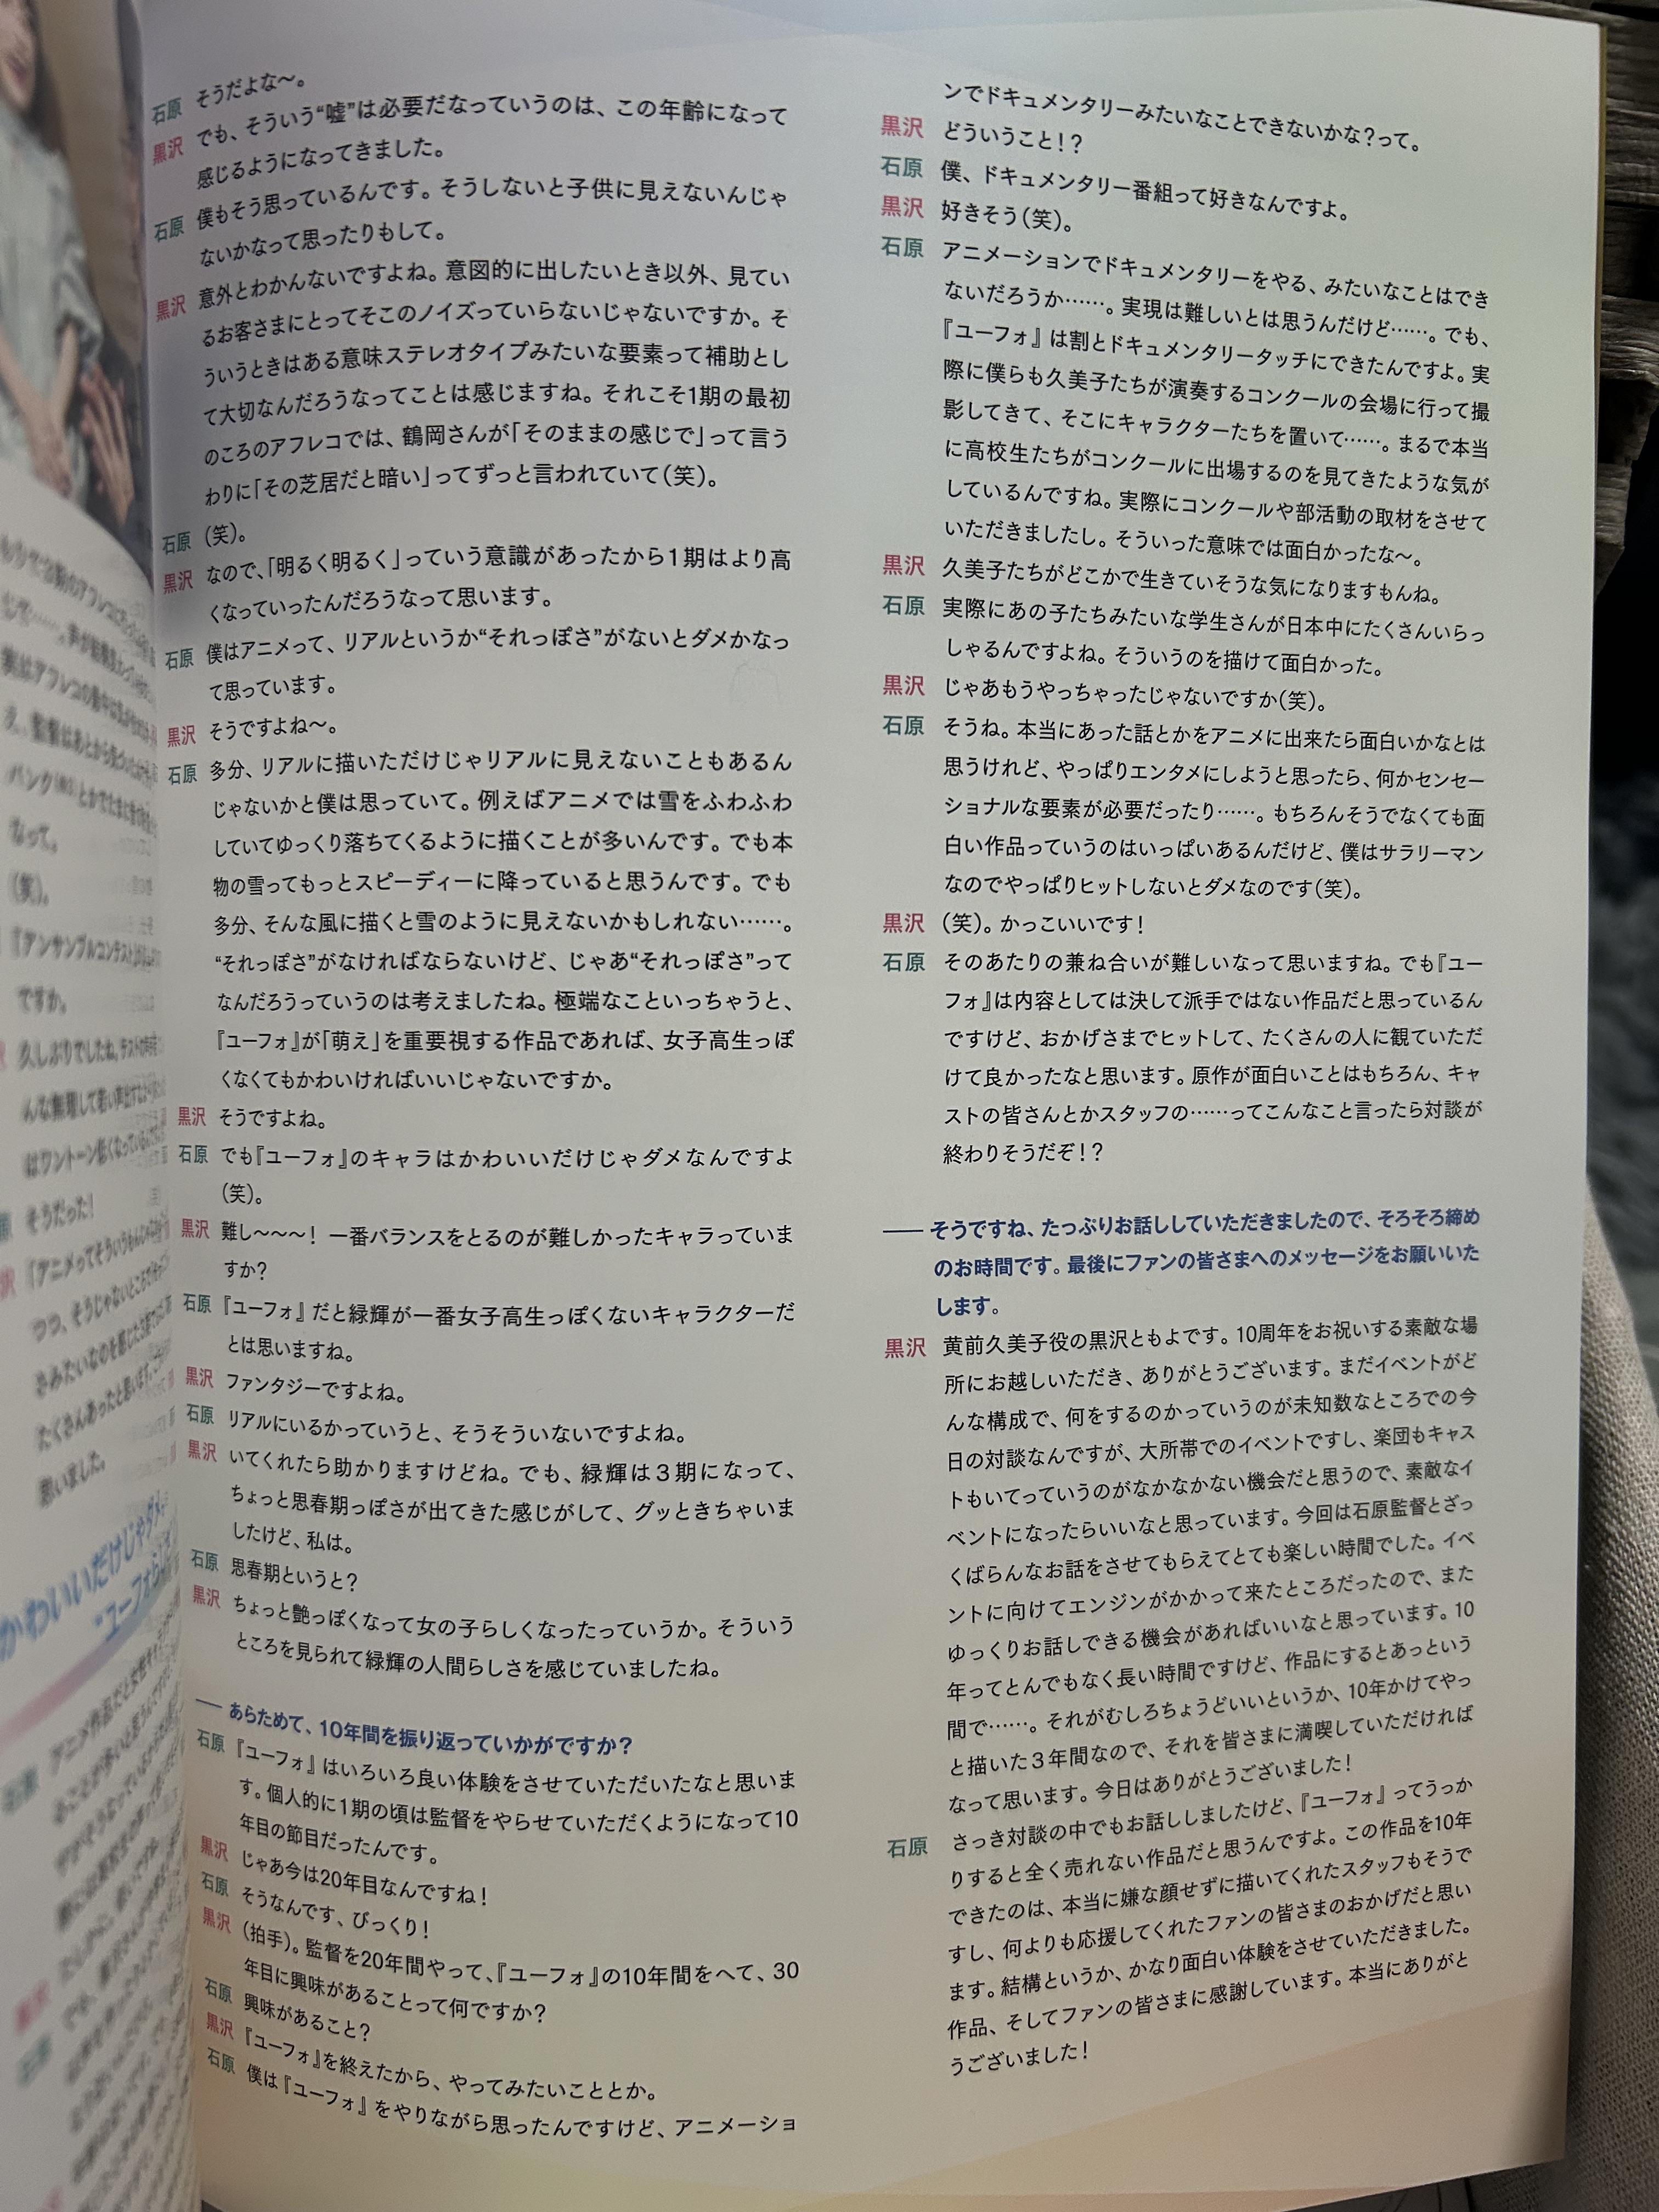 石原 そうだよな〜。
黒沢 でも、そういう“嘘”は必要だなっていうのは、この年齢になって
感じるようになってきました。
石原 僕もそう思っているんです。そうしないと子供に見えないんじゃ
ないかなって思ったりもして。
黒沢 意外とわかんないですよね。意図的に出したいとき以外、見てい
るお客さまにとってそこのノイズっていらないじゃないですか。そ
ういうときはある意味ステレオタイプみたいな要素って補助とし
て大切なんだろうなってことは感じますね。それこそ1期の最初
のころのアフレコでは、鶴岡さんが「そのままの感じで」って言う
わりに「その芝居だと暗い」ってずっと言われていて(笑)。
石原 (笑)。
黒沢 なので、「明るく明るく」っていう意識があったから1期はより高
くなっていったんだろうなって思います。
石原 僕はアニメって、リアルというか“それっぽさ”がないとダメかなっ
て思っています。
黒沢 そうですよね〜。
石原 多分、リアルに描いただけじゃリアルに見えないこともあるん
じゃないかと僕は思っていて。例えばアニメでは雪をふわふわ
していてゆっくり落ちてくるように描くことが多いんです。でも本
物の雪ってもっとスピーディーに降っていると思うんです。でも
多分、そんな風に描くと雪のように見えないかもしれない……。
“それっぽさ”がなければならないけど、じゃあ“それっぽさ”って
なんだろうっていうのは考えましたね。極端なこといっちゃうと、
『ユーフォ』が「萌え」を重要視する作品であれば、女子高生っぽ
くなくてもかわいければいいじゃないですか。
黒沢 そうですよね。
石原 でも『ユーフォ』のキャラはかわいいだけじゃダメなんですよ
(笑)。
黒沢 難し〜〜〜！ 一番バランスをとるのが難しかったキャラっていま
すか？
石原 『ユーフォ』だと緑輝が一番女子高生っぽくないキャラクターだ
とは思いますね。
黒沢 ファンタジーですよね。
石原 リアルにいるかっていうと、そうそういないですよね。
黒沢 いてくれたら助かりますけどね。でも、緑輝は3期になって、
ちょっと思春期っぽさが出てきた感じがして、グッときちゃいま
したけど、私は。
石原 思春期というと？
黒沢 ちょっと艶っぽくなって女の子らしくなったっていうか。そういう
ところを見られて緑輝の人間らしさを感じていましたね。
―― あらためて、10年間を振り返っていかがですか？
石原 『ユーフォ』はいろいろ良い体験をさせていただいたなと思いま
す。個人的に1期の頃は監督をやらせていただくようになって10
年目の節目だったんです。
黒沢 じゃあ今は20年目なんですね！
石原 そうなんです、びっくり！
黒沢 (拍手)。監督を20年間やって、『ユーフォ』の10年間をへて、30
年目に興味があることって何ですか？
石原 興味があること？
黒沢 『ユーフォ』を終えたから、やってみたいこととか。
石原 僕は『ユーフォ』をやりながら思ったんですけど、アニメーショ
ンでドキュメンタリーみたいなことできないかな？って。
黒沢 どういうこと！？
石原 僕、ドキュメンタリー番組って好きなんですよ。
黒沢 好きそう(笑)。
石原 アニメーションでドキュメンタリーをやる、みたいなことはでき
ないだろうか……。実現は難しいとは思うんだけど……。でも、
『ユーフォ』は割とドキュメンタリータッチにできたんですよ。実
際に僕らも久美子たちが演奏するコンクールの会場に行って撮
影してきて、そこにキャラクターたちを置いて……。まるで本当
に高校生たちがコンクールに出場するのを見てきたような気が
しているんですね。実際にコンクールや部活動の取材をさせて
いただきましたし。そういった意味では面白かったな〜。
黒沢 久美子たちがどこかで生きていそうな気になりますもんね。
石原 実際にあの子たちみたいな学生さんが日本中にたくさんいらっ
しゃるんですよね。そういうのを描けて面白かった。
黒沢 じゃあもうやっちゃったじゃないですか(笑)。
石原 そうね。本当にあった話とかをアニメに出来たら面白いかなとは
思うけれど、やっぱりエンタメにしようと思ったら、何かセンセー
ショナルな要素が必要だったり……。もちろんそうでなくても面
白い作品っていうのはいっぱいあるんだけど、僕はサラリーマン
なのでやっぱりヒットしないとダメなのです(笑)。
黒沢 (笑)。かっこいいです！
石原 そのあたりの兼ね合いが難しいなって思いますね。でも『ユー
フォ』は内容としては決して派手ではない作品だと思っているん
ですけど、おかげさまでヒットして、たくさんの人に観ていただ
けて良かったなと思います。原作が面白いことはもちろん、キャ
ストの皆さんとかスタッフの……ってこんなこと言ったら対談が
終わりそうだぞ！？
―― そうですね、たっぷりお話ししていただきましたので、そろそろ締め
のお時間です。最後にファンの皆さまへのメッセージをお願いいた
します。
黒沢 黄前久美子役の黒沢ともよです。10周年をお祝いする素敵な場
所にお越しいただき、ありがとうございます。まだイベントがど
んな構成で、何をするのかっていうのが未知数なところでの今
日の対談なんですが、大所帯でのイベントですし、楽団もキャス
トもいてっていうのがなかなかない機会だと思うので、素敵なイ
ベントになったらいいなと思っています。今回は石原監督とざっ
くばらんなお話をさせてもらえてとても楽しい時間でした。イベ
ントに向けてエンジンがかかって来たところだったので、また
ゆっくりお話しできる機会があればいいなと思っています。10
年ってとんでもなく長い時間ですけど、作品にするとあっという
間で……。それがむしろちょうどいいというか、10年かけてやっ
と描いた3年間なので、それを皆さまに満喫していただければ
なって思います。今日はありがとうございました！
石原 さっき対談の中でもお話ししましたけど、『ユーフォ』ってうっか
りすると全く売れない作品だと思うんですよ。この作品を10年
できたのは、本当に嫌な顔せずに描いてくれたスタッフもそうで
すし、何よりも応援してくれたファンの皆さまのおかげだと思い
ます。結構というか、かなり面白い体験をさせていただきました。
作品、そしてファンの皆さまに感謝しています。本当にありがと
うございました！